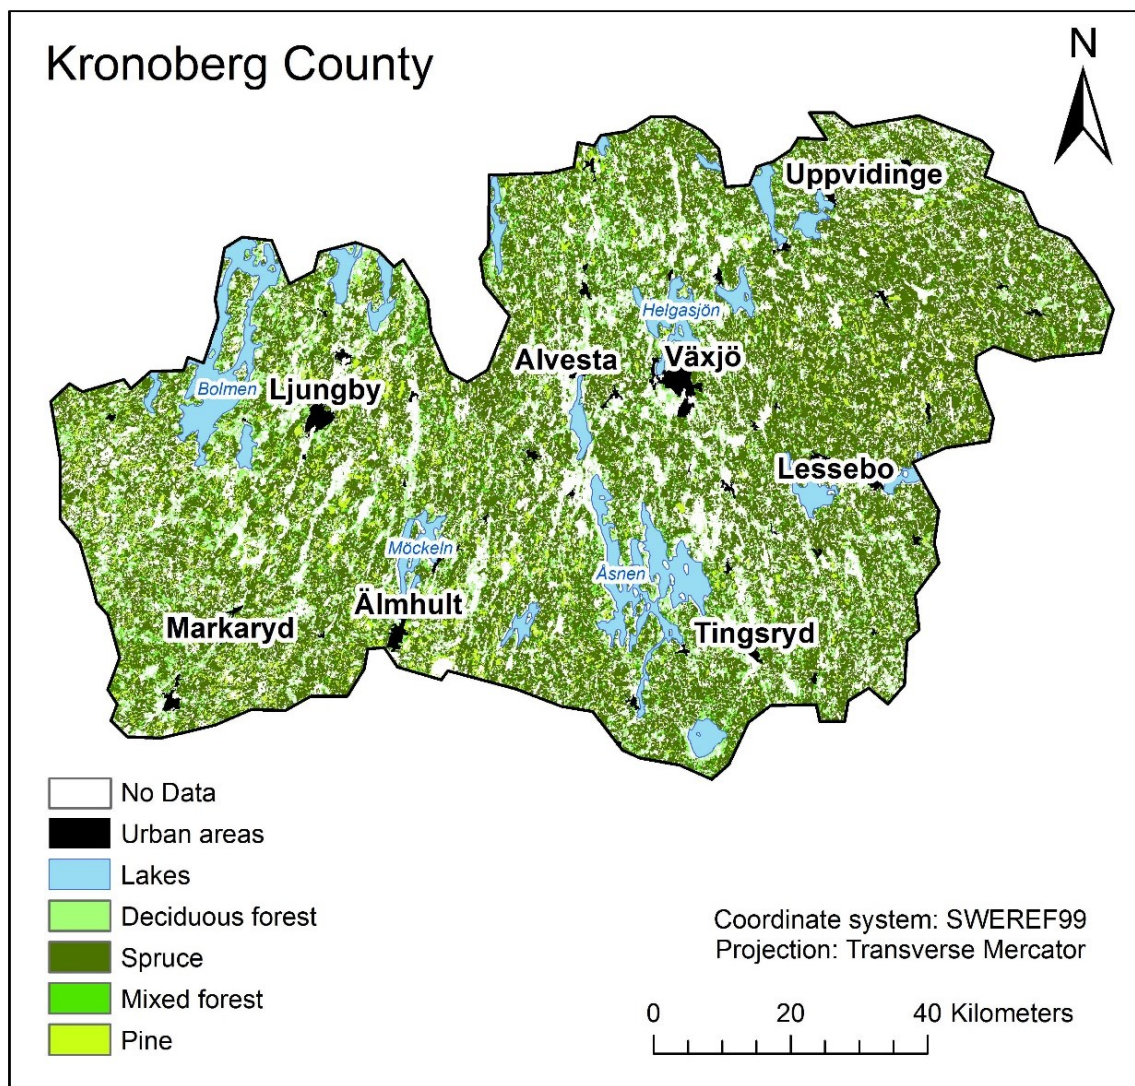 Kronoberg County
N
Uppvidinge
Helgasjön
Alvesta
Växjö
Bolmen
Ljungby
Lessebo
Möckeln
Åsnen
Älmhult
Markaryd
Tingsryd
No Data
Urban areas
Lakes
Deciduous forest
Spruce
Mixed forest
Pine
Coordinate system: SWEREF99
Projection: Transverse Mercator
0 20 40 Kilometers